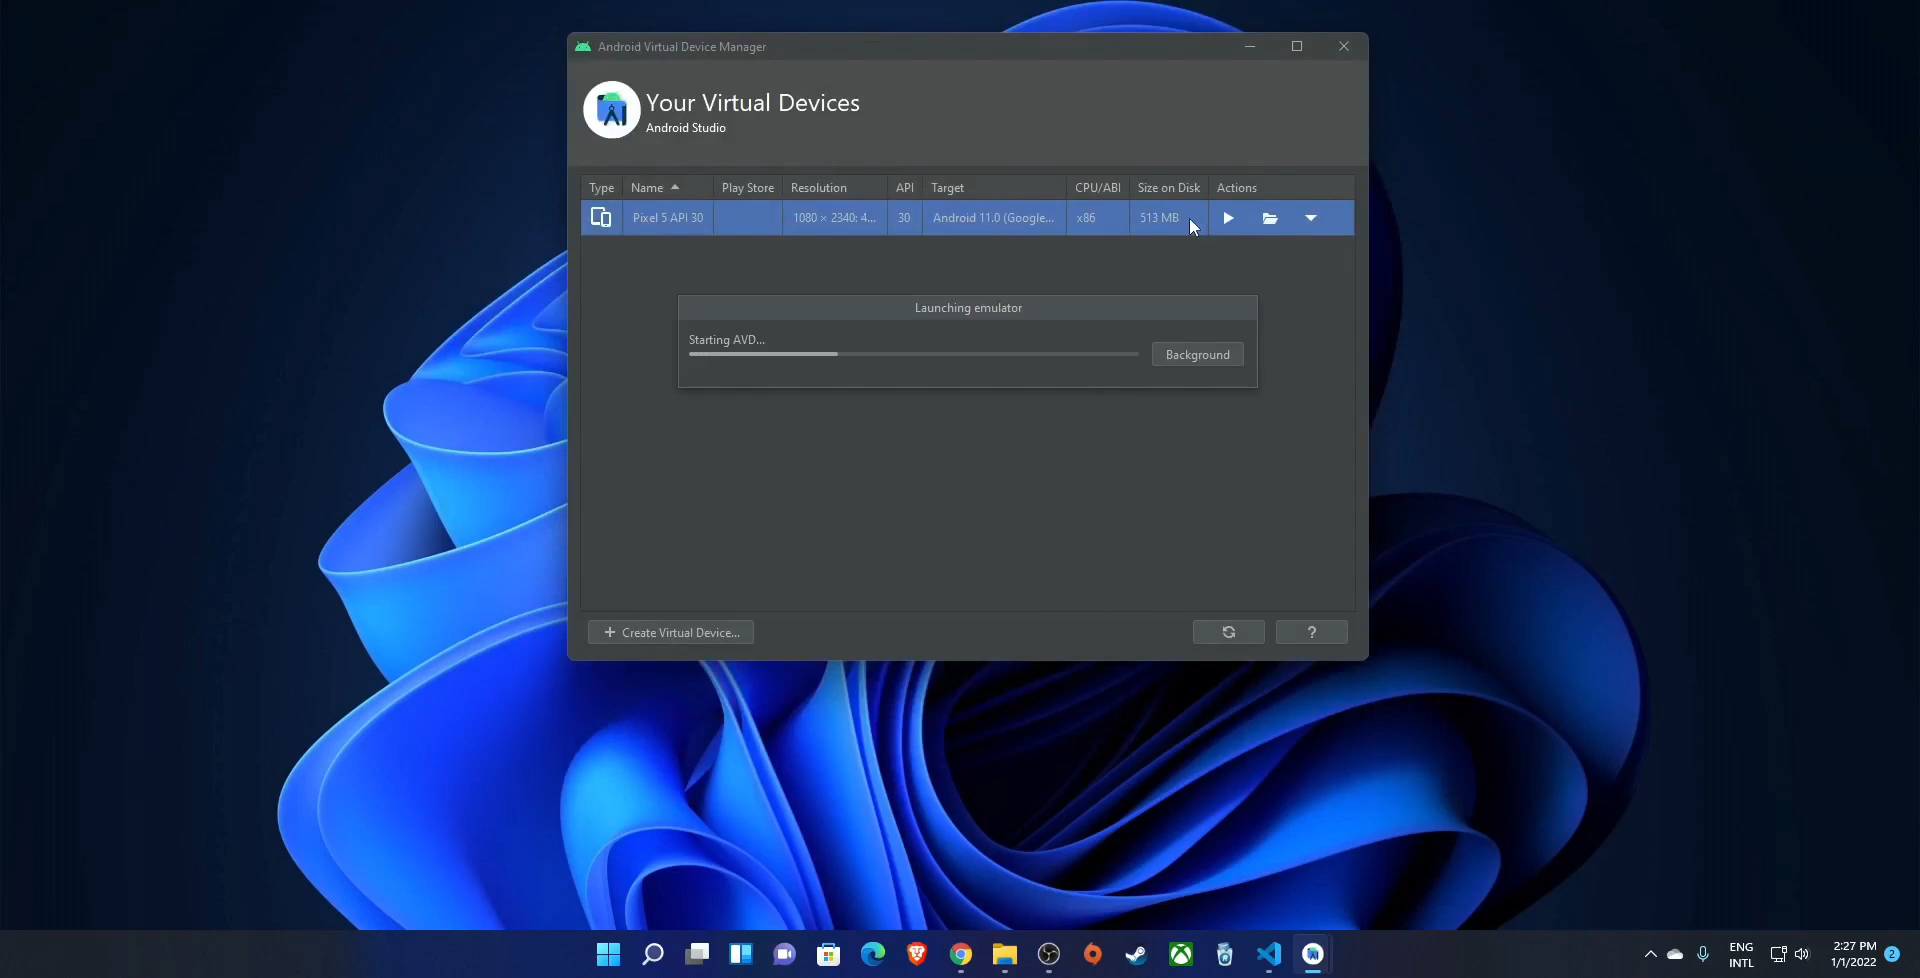 Android Virtual Device Manager
Your Virtual Devices
Android Studio
Type Name Play Store Resolution API Target CPU/ABI Size on Disk Actions
Pixel 5 API 30 1080 × 2340: 4... 30 Android 11.0 (Google... x86 513 MB
Launching emulator
Starting AVD...
Background
+ Create Virtual Device...
?
ENG
INTL
2:27 PM
1/1/2022
2